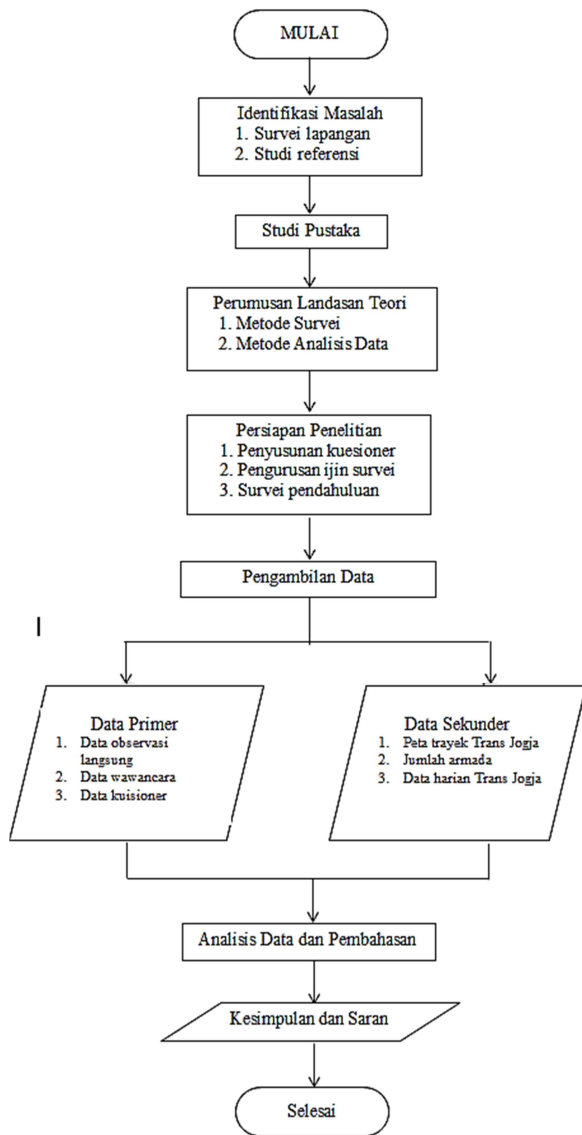 MULAI
Identifikasi Masalah
1. Survei lapangan
2. Studi referensi
Studi Pustaka
Perumusan Landasan Teori
1. Metode Survei
2. Metode Analisis Data
Persiapan Penelitian
1. Penyusunan kuesioner
2. Pengurusan ijin survei
3. Survei pendahuluan
Pengambilan Data
Data Primer
1. Data observasi
langsung
2. Data wawancara
3. Data kuisioner
Data Sekunder
1. Peta trayek Trans Jogja
2. Jumlah armada
3. Data harian Trans Jogja
Analisis Data dan Pembahasan
Kesimpulan dan Saran
Selesai